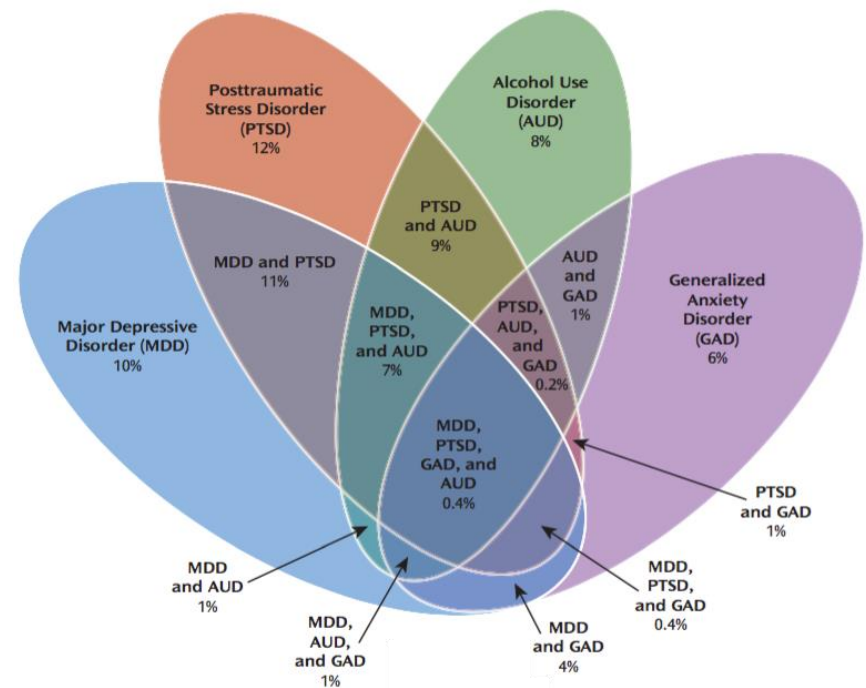 Posttraumatic
Stress Disorder
(PTSD)
12%
Alcohol Use
Disorder
(AUD)
8%
PTSD
and AUD
9%
MDD and PTSD
11%
AUD
and
GAD
1%
Generalized
Anxiety
Disorder
(GAD)
6%
Major Depressive
Disorder (MDD)
10%
MDD,
PTSD,
and AUD
7%
PTSD,
AUD,
and
GAD
0.2%
MDD,
PTSD,
GAD, and
AUD
0.4%
PTSD
and GAD
1%
MDD
and AUD
1%
MDD,
AUD,
and GAD
1%
MDD
and GAD
4%
MDD,
PTSD,
and GAD
0.4%